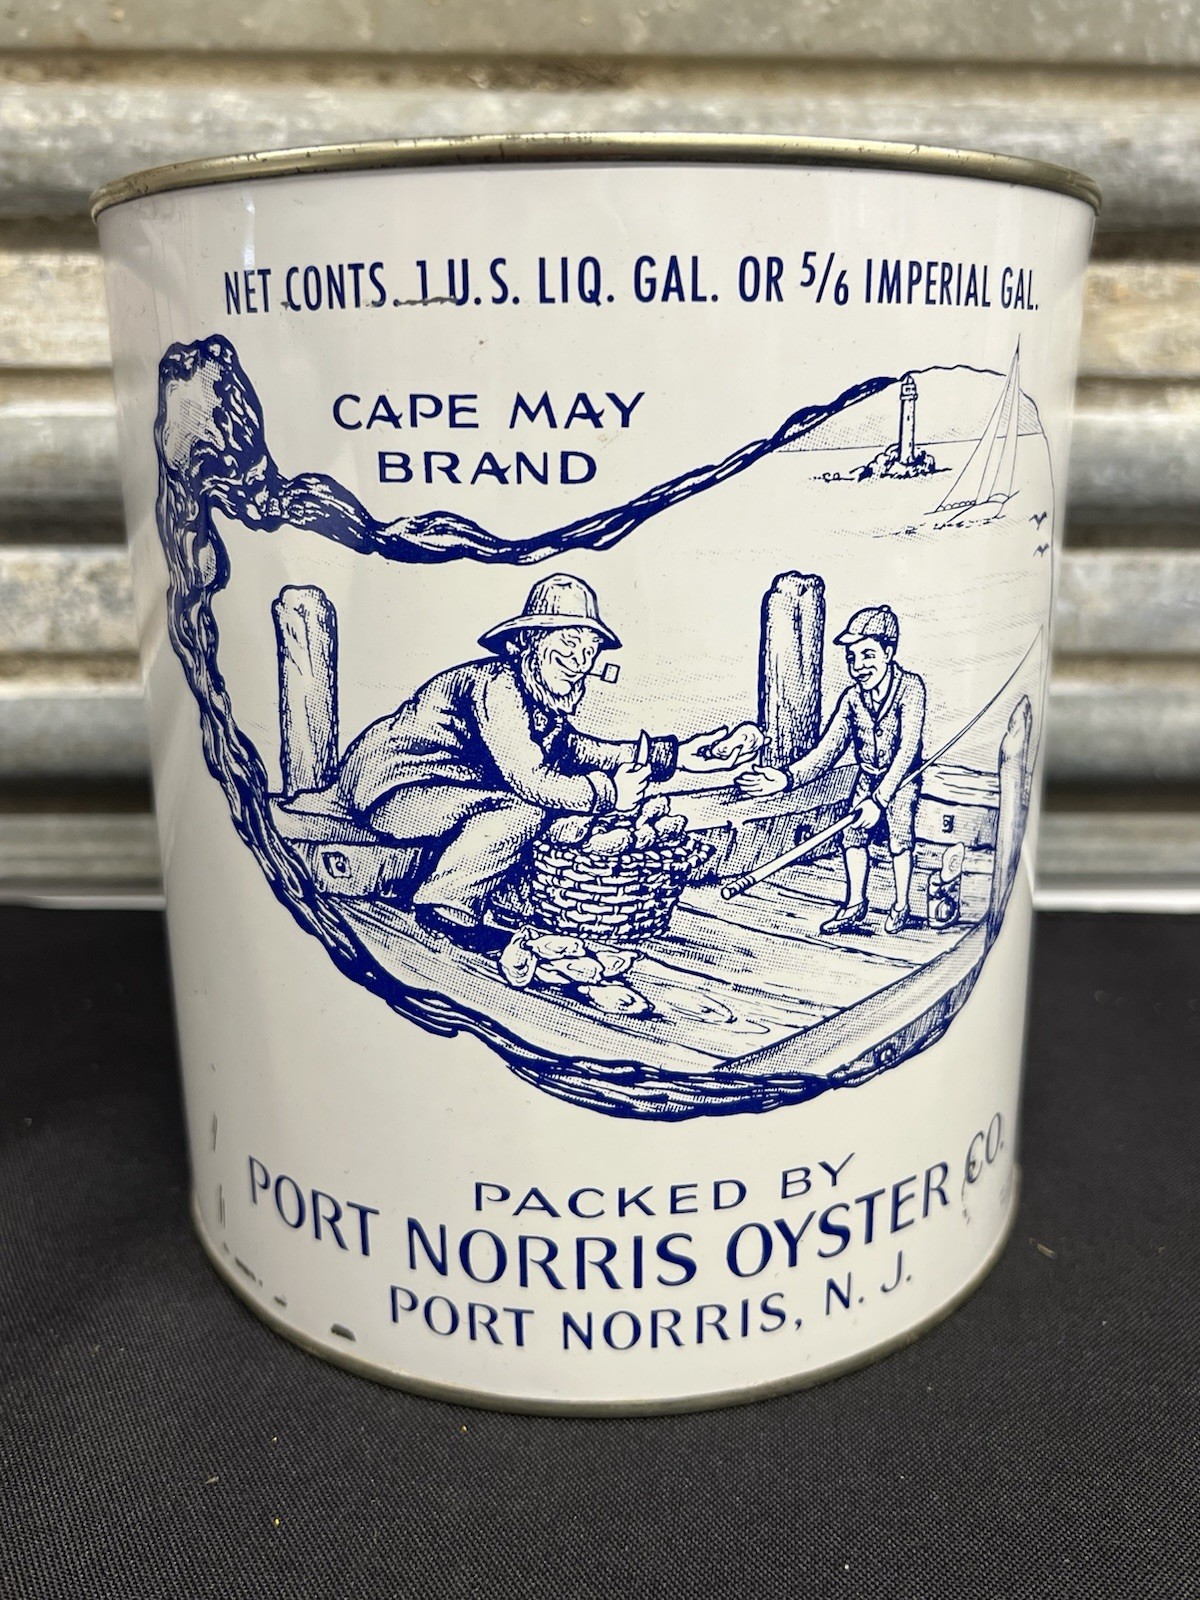 NET CONTS. 1 U.S. LIQ. GAL. OR 5/6 IMPERIAL GAL.
CAPE MAY
BRAND
PACKED BY
PORT NORRIS OYSTER CO.
PORT NORRIS, N. J.